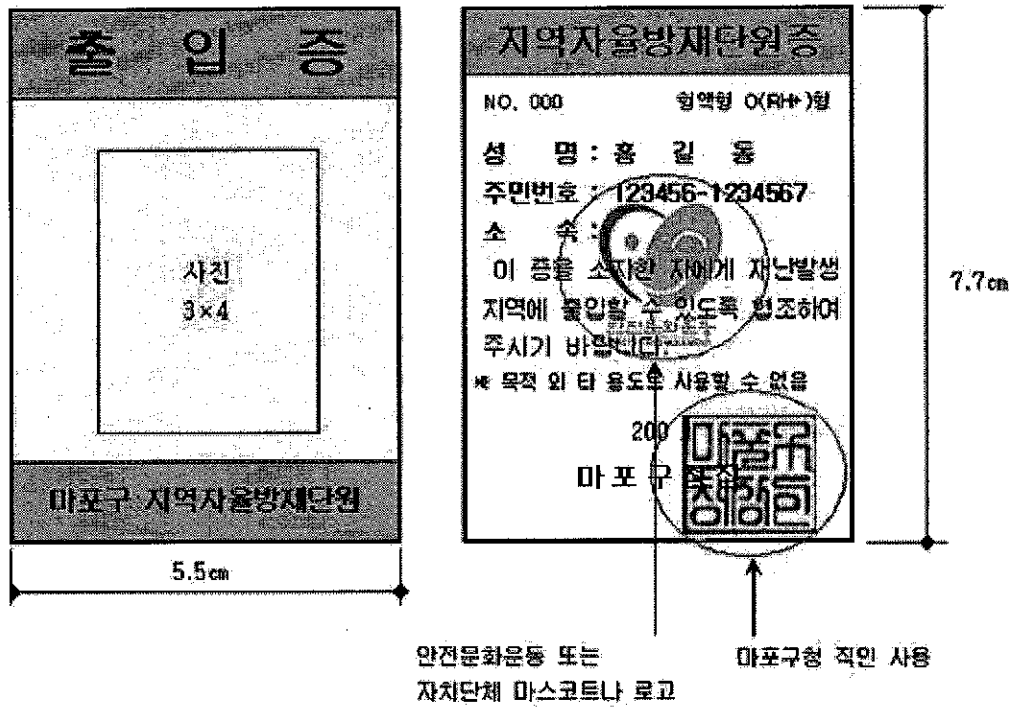 출 입 증
사진
3×4
마포구 지역자율방재단원
5.5cm
지역자율방재단원증
NO. 000 혈액형 O(RH+)형
성 명 : 홍 길 동
주민번호 : 123456-1234567
소 속 :
이 증을 소지한 자에게 재난발생
지역에 출입할 수 있도록 협조하여
주시기 바랍니다.
안전문화운동
※ 목적 외 타 용도로 사용할 수 없음
200
마 포 구 청 장
7.7cm
안전문화운동 또는
자치단체 마스코트나 로고
마포구청 직인 사용